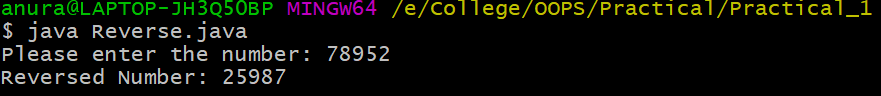 anura@LAPTOP-JH3Q5OBP MINGW64 /e/College/OOPS/Practical/Practical_1
$ java Reverse.java
Please enter the number: 78952
Reversed Number: 25987